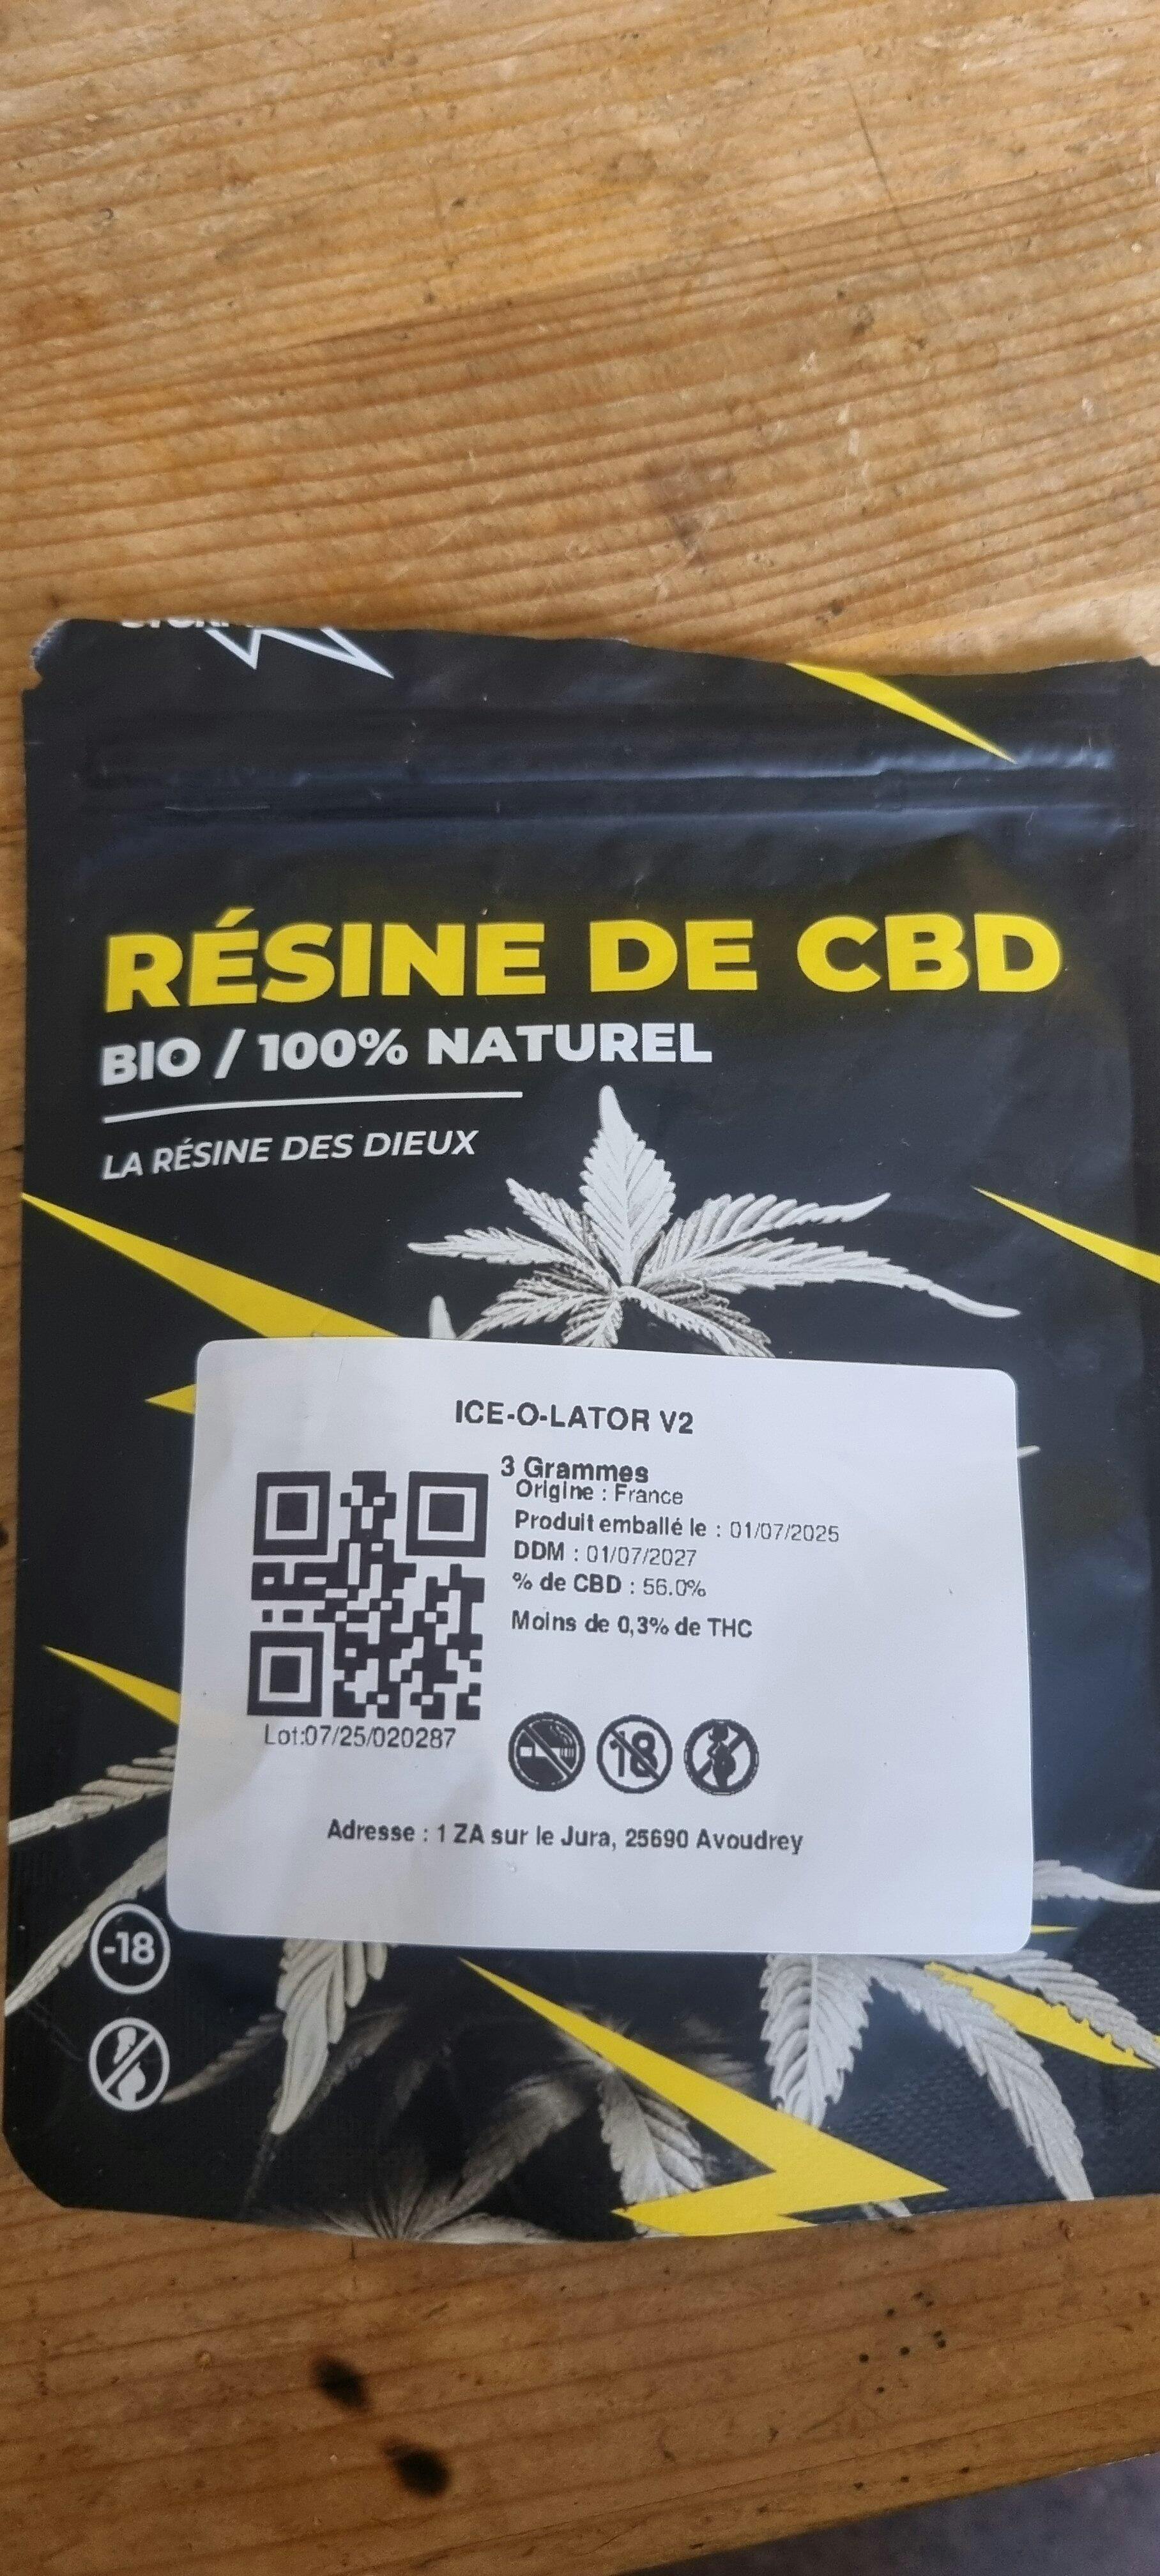 RÉSINE DE CBD
BIO / 100% NATUREL
LA RÉSINE DES DIEUX
ICE-O-LATOR V2
3 Grammes
Origine : France
Produit emballé le : 01/07/2025
DDM : 01/07/2027
% de CBD : 56.0%
Moins de 0,3% de THC
Lot:07/25/020287
18
Adresse : 1 ZA sur le Jura, 25690 Avoudrey
-18